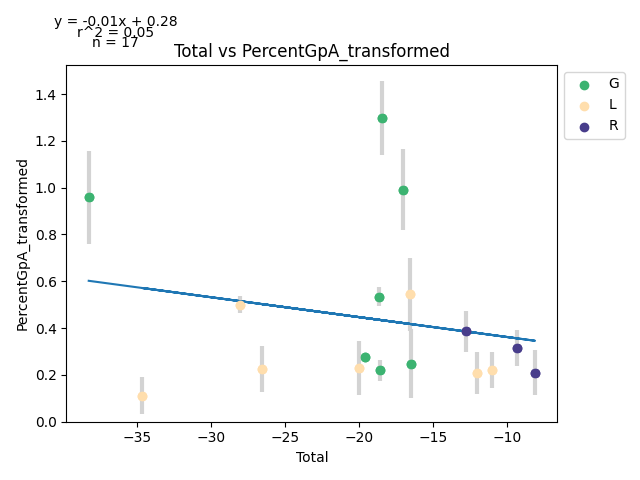 y = -0.01x + 0.28
r^2 = 0.05
n = 17
Total vs PercentGpA_transformed
G
L
R
PercentGpA_transformed
1.4
1.2
1.0
0.8
0.6
0.4
0.2
0.0
−35
−30
−25
−20
−15
−10
Total